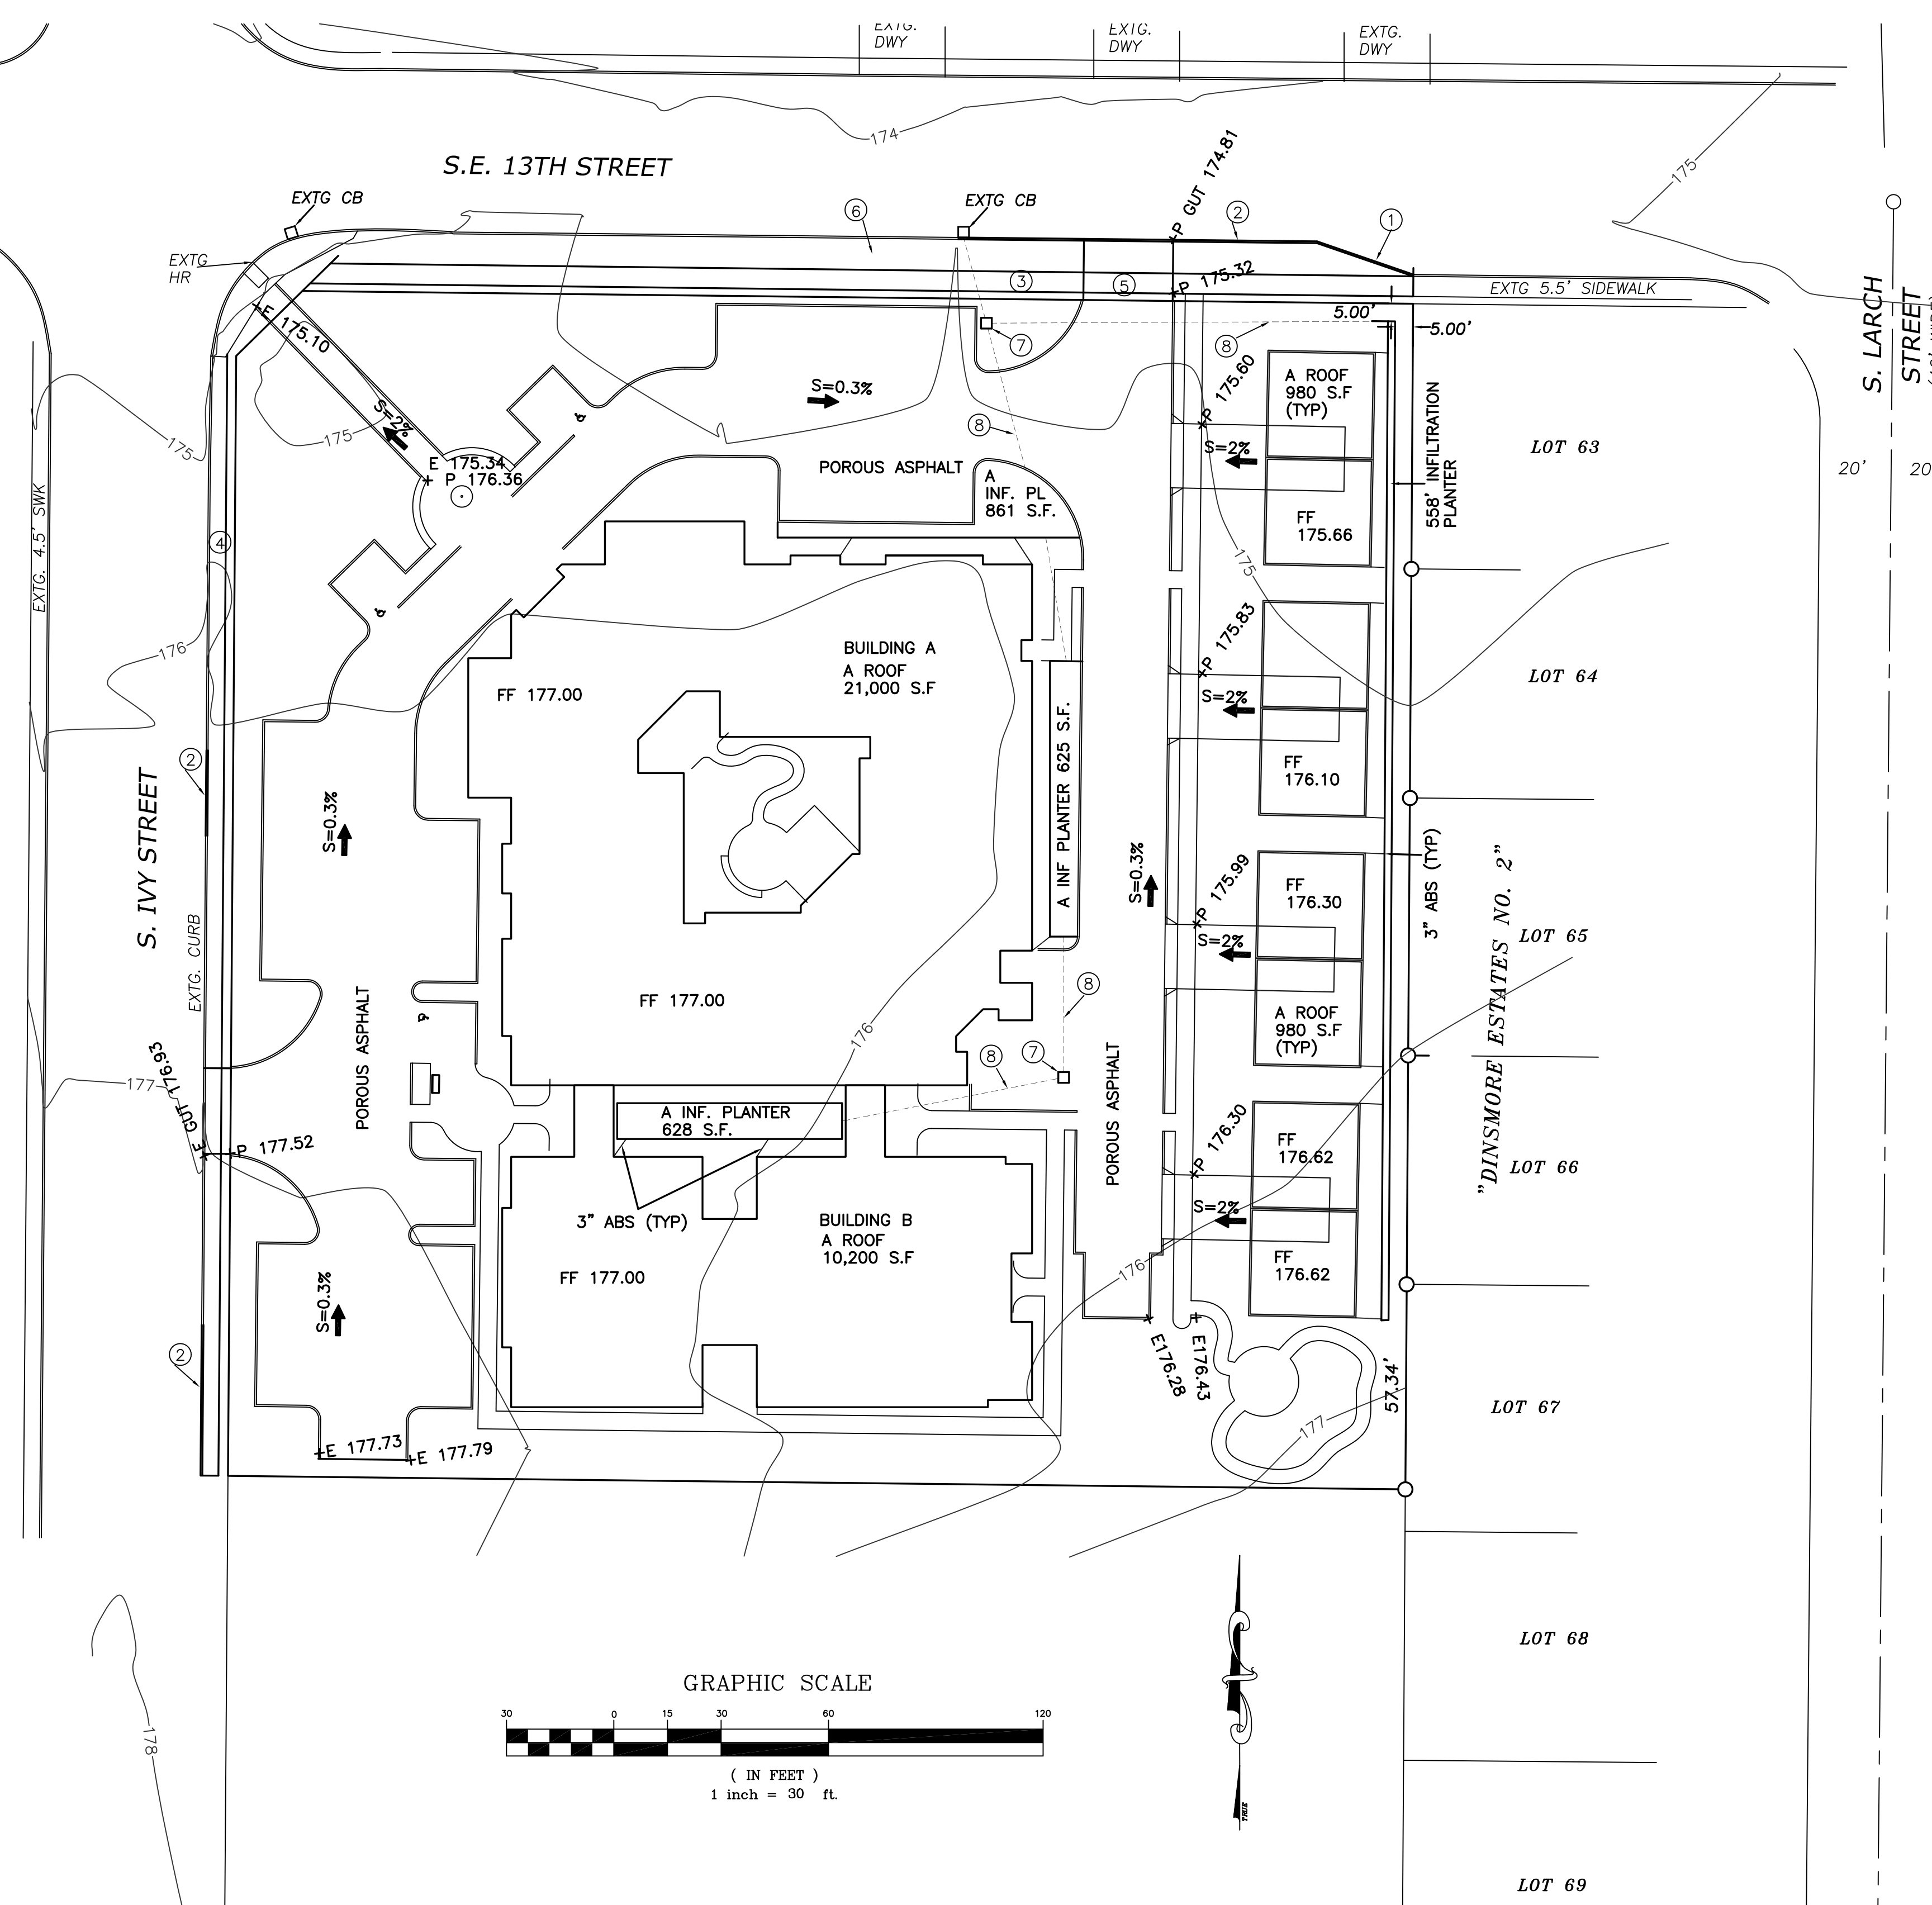 EXTG.
DWY
EXTG.
DWY
EXTG.
DWY
174
S.E. 13TH STREET
175
P GUT 174.81
EXTG CB
EXTG CB
6
2
1
EXTG
HR
P 175.32
3
5
EXTG 5.5' SIDEWALK
S. LARCH
STREET
E 175.10
5.00'
5.00'
7
8
175.60
P
A ROOF
980 S.F
(TYP)
S=0.3%
S=2%
8
175
175
E 175.34
P 176.36
POROUS ASPHALT
S=2%
558' INFILTRATION
PLANTER
LOT 63
20'
20
A
INF. PL
861 S.F.
EXTG. 4.5' SWK
4
FF
175.66
175
176
P 175.83
BUILDING A
A ROOF
21,000 S.F
FF 177.00
S=2%
LOT 64
A INF PLANTER 625 S.F.
2
FF
176.10
S. IVY STREET
S=0.3%
S=0.3%
P 175.99
FF
176.30
3" ABS (TYP)
"DINSMORE ESTATES NO. 2"
LOT 65
S=2%
EXTG. CURB
POROUS ASPHALT
FF 177.00
176
8
A ROOF
980 S.F
(TYP)
8
7
177
E GUT 176.93
POROUS ASPHALT
A INF. PLANTER
628 S.F.
P 177.52
P 176.30
FF
176.62
LOT 66
3" ABS (TYP)
BUILDING B
A ROOF
10,200 S.F
S=2%
FF 177.00
176
FF
176.62
S=0.3%
2
E176.28
E176.43
57.34'
LOT 67
177
E 177.73
E 177.79
LOT 68
178
GRAPHIC SCALE
30 0 15 30 60 120
( IN FEET )
1 inch = 30 ft.
TRUE
LOT 69